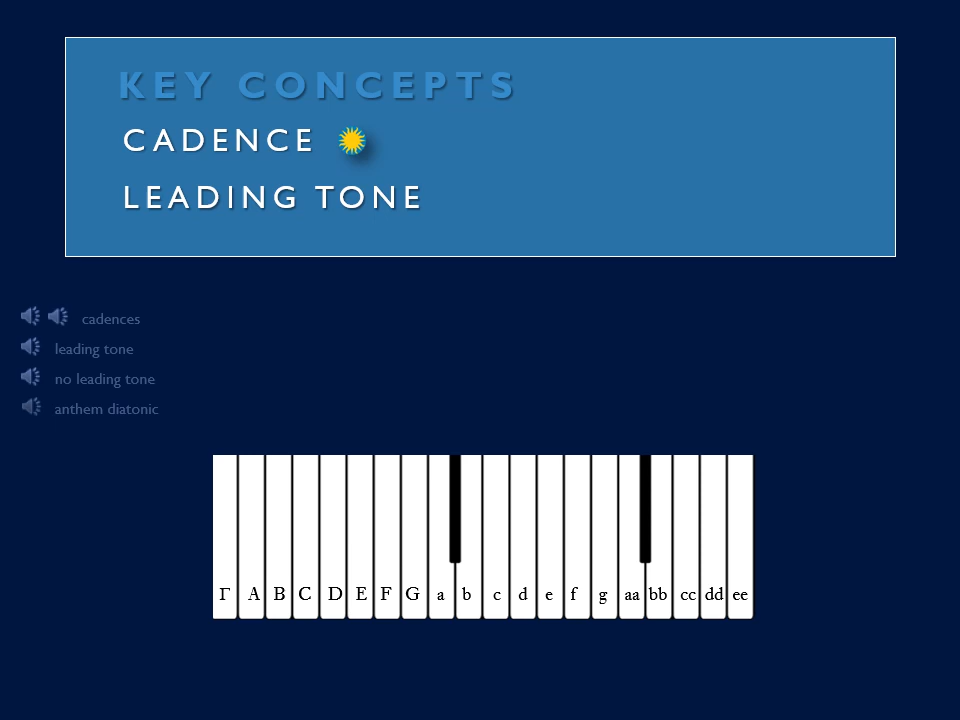 KEY CONCEPTS
CADENCE
LEADING TONE
cadences
leading tone
no leading tone
anthem diatonic
Γ A B C D E F G a b c d e f g aa bb cc dd ee